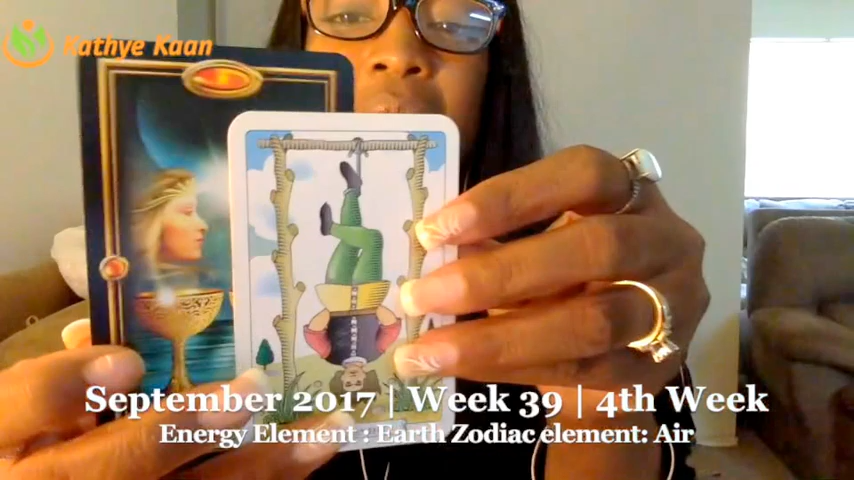 Kathye Kaan
September 2017 | Week 39 | 4th Week
Energy Element : Earth Zodiac element: Air